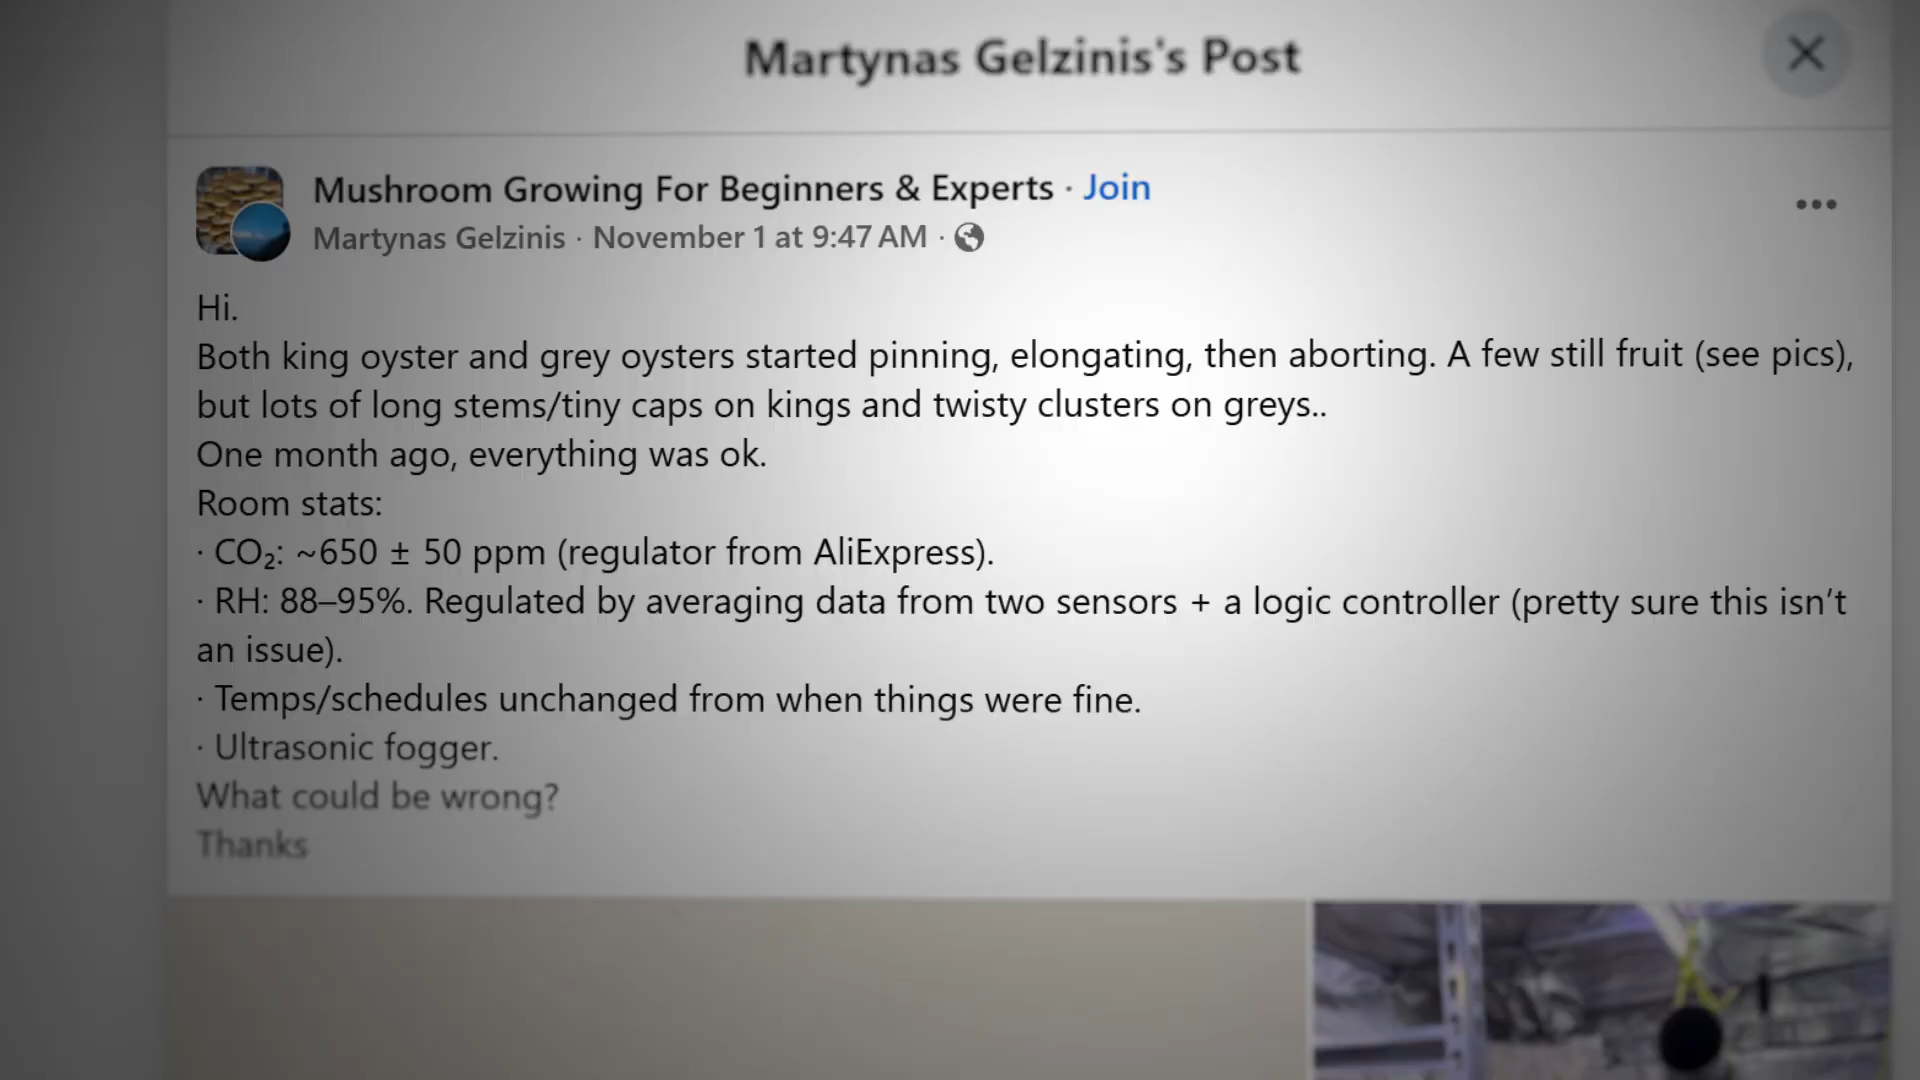 Martynas Gelzinis's Post
Mushroom Growing For Beginners & Experts · Join
Martynas Gelzinis · November 1 at 9:47 AM ·
Hi.
Both king oyster and grey oysters started pinning, elongating, then aborting. A few still fruit (see pics),
but lots of long stems/tiny caps on kings and twisty clusters on greys..
One month ago, everything was ok.
Room stats:
· CO₂: ~650 ± 50 ppm (regulator from AliExpress).
· RH: 88–95%. Regulated by averaging data from two sensors + a logic controller (pretty sure this isn’t
an issue).
· Temps/schedules unchanged from when things were fine.
· Ultrasonic fogger.
What could be wrong?
Thanks